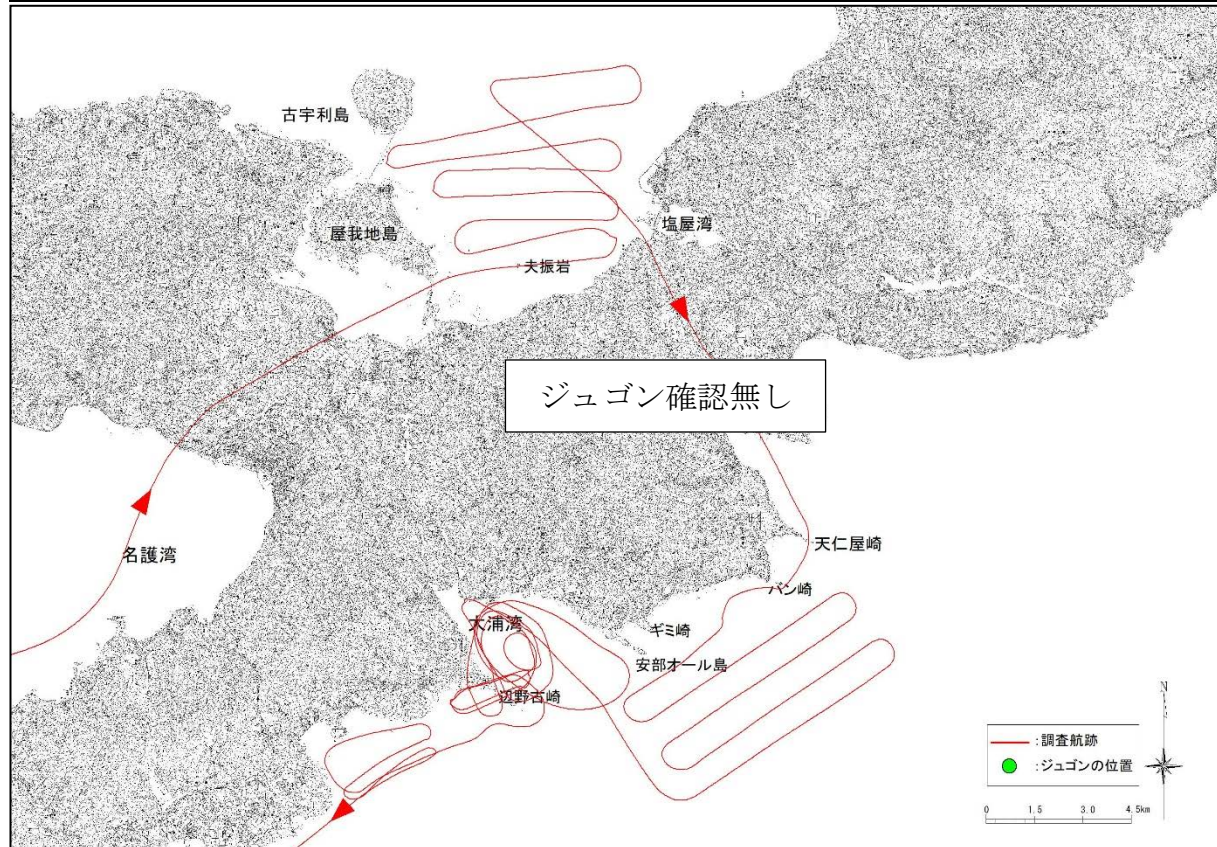 古宇利島
屋我地島
塩屋湾
夫振岩
ジュゴン確認無し
名護湾
天仁屋崎
バン崎
大浦湾
ギミ崎
安部オール島
辺野古崎
N
:調査航跡
:ジュゴンの位置
0 1.5 3.0 4.5km